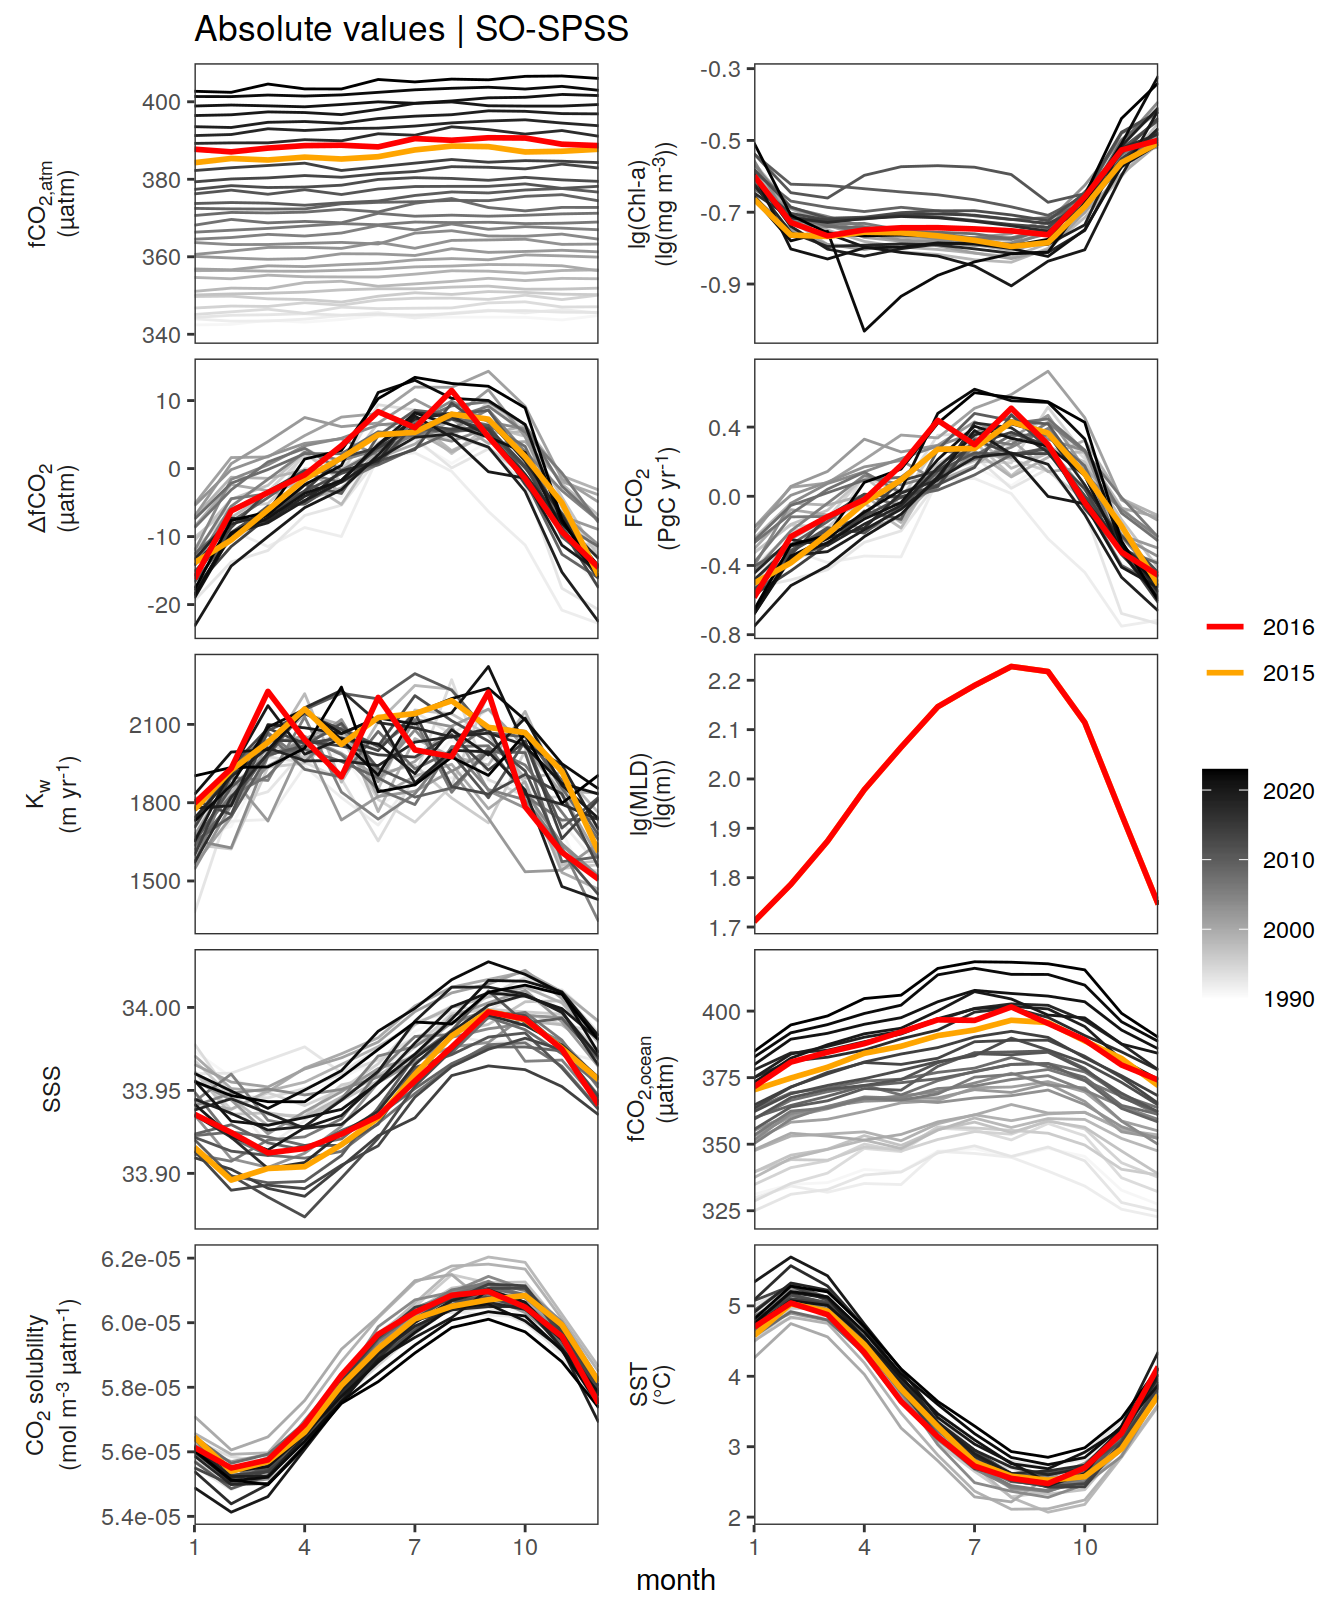 Absolute values | SO-SPSS
fCO2,atm
(µatm)
400
380
360
340
lg(Chl-a)
(lg(mg m-3))
-0.3
-0.5
-0.7
-0.9
ΔfCO2
(µatm)
10
0
-10
-20
FCO2
(PgC yr-1)
0.4
0.0
-0.4
-0.8
Kw
(m yr-1)
2100
1800
1500
lg(MLD)
(lg(m))
2.2
2.1
2.0
1.9
1.8
1.7
SSS
34.00
33.95
33.90
fCO2,ocean
(µatm)
400
375
350
325
CO2 solubility
(mol m-3 µatm-1)
6.2e-05
6.0e-05
5.8e-05
5.6e-05
5.4e-05
SST
(°C)
5
4
3
2
1 4 7 10
1 4 7 10
month
2016
2015
2020
2010
2000
1990